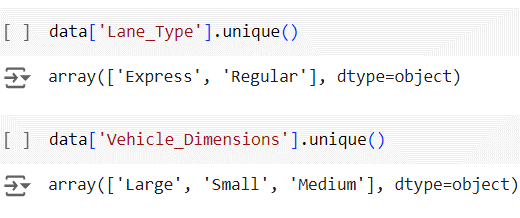 [ ] data['Lane_Type'].unique()
array(['Express', 'Regular'], dtype=object)
[ ] data['Vehicle_Dimensions'].unique()
array(['Large', 'Small', 'Medium'], dtype=object)